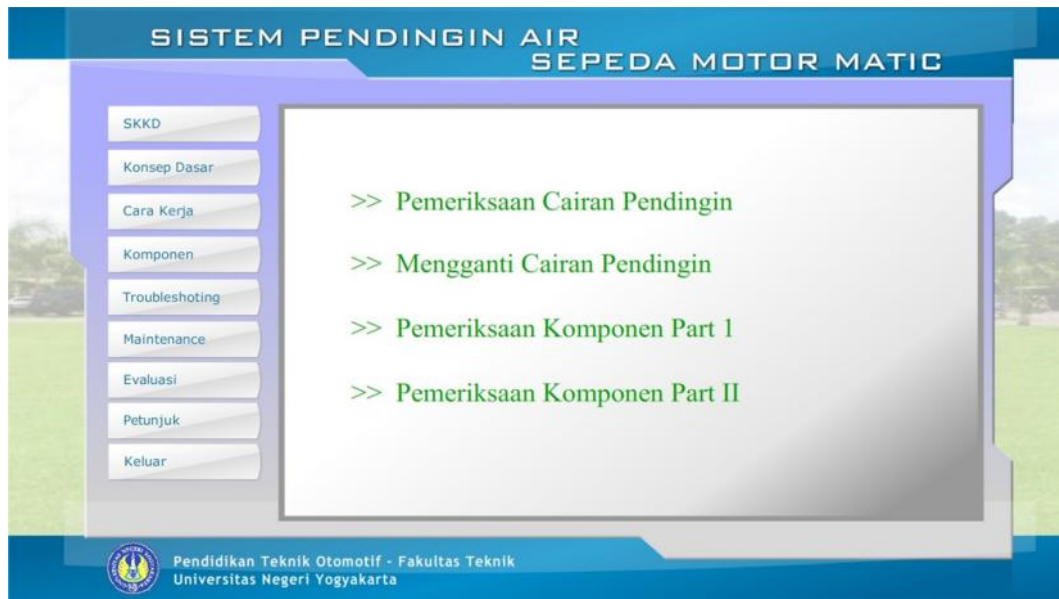 SISTEM PENDINGIN AIR
SEPEDA MOTOR MATIC
SKKD
Konsep Dasar
Cara Kerja
Komponen
Troubleshoting
Maintenance
Evaluasi
Petunjuk
Keluar
>> Pemeriksaan Cairan Pendingin
>> Mengganti Cairan Pendingin
>> Pemeriksaan Komponen Part 1
>> Pemeriksaan Komponen Part II
Pendidikan Teknik Otomotif - Fakultas Teknik
Universitas Negeri Yogyakarta